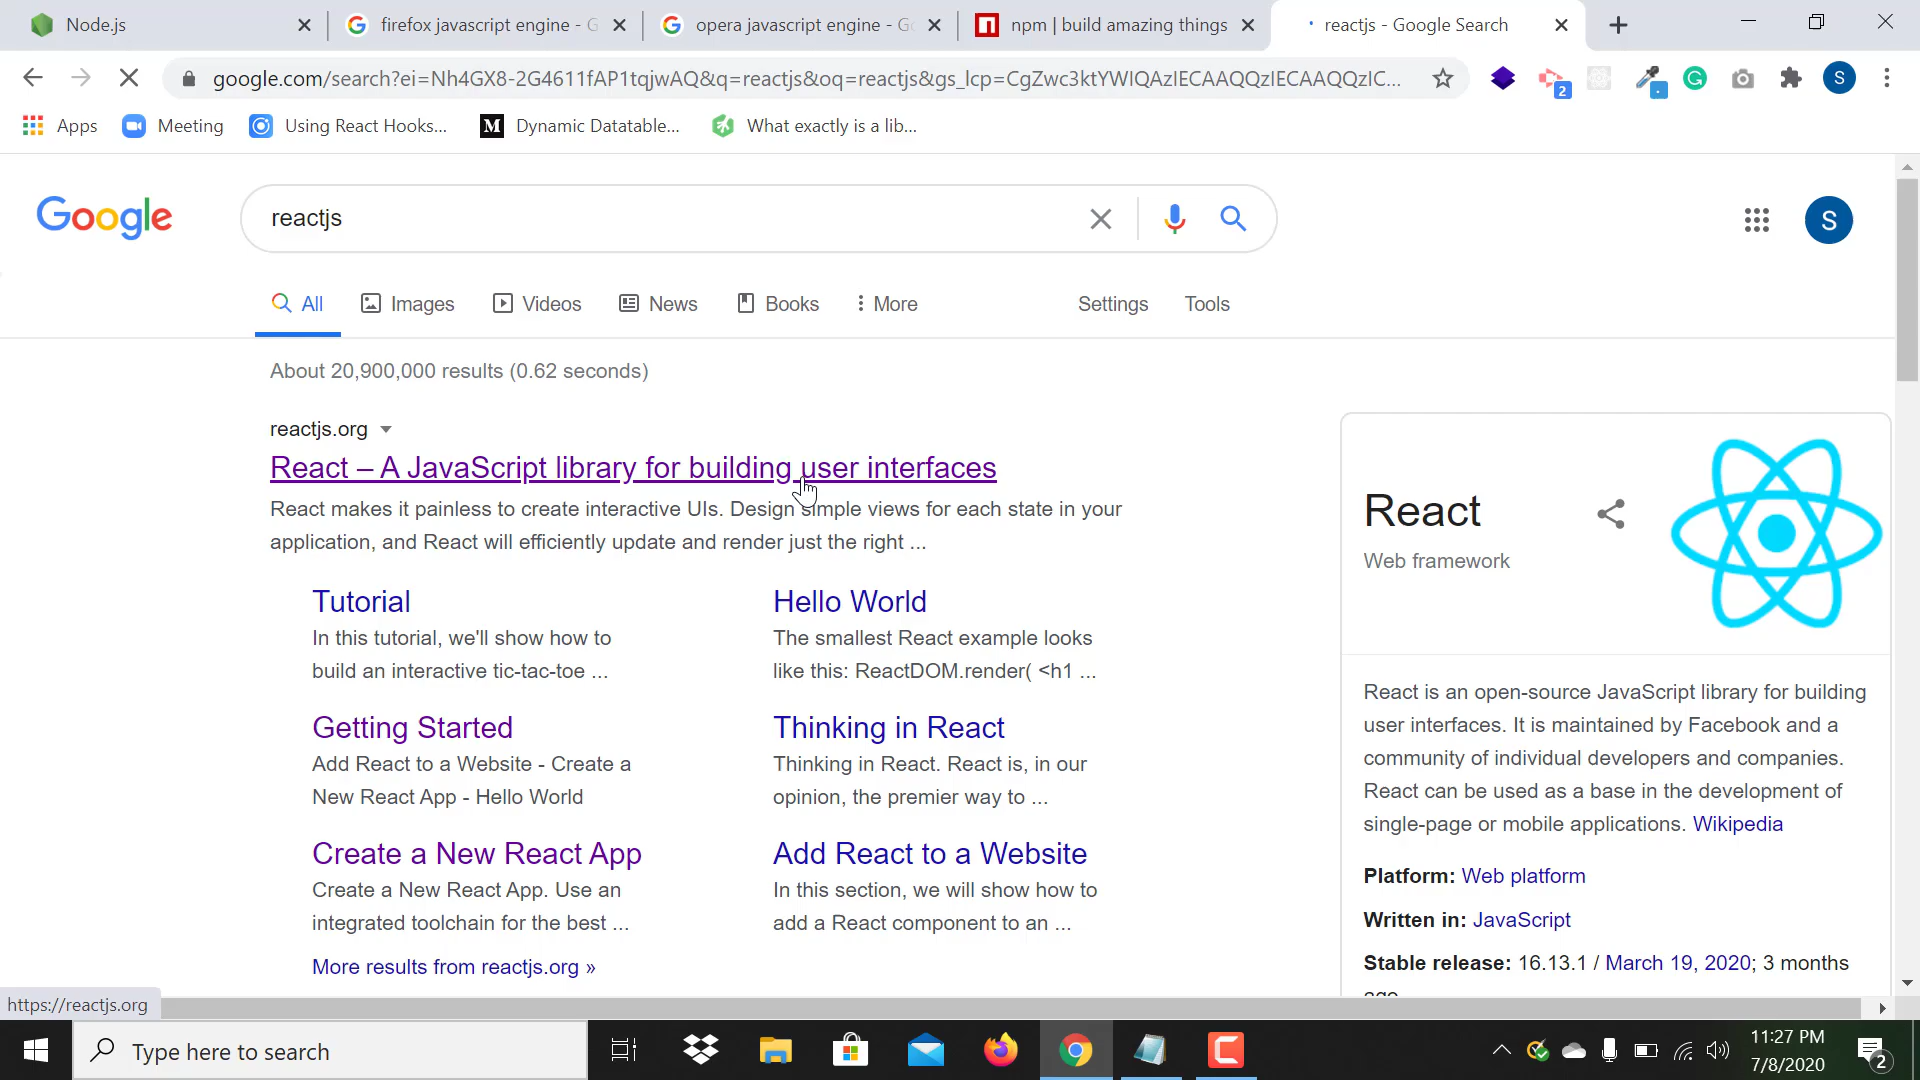 Node.js
firefox javascript engine - G
opera javascript engine - Go
npm | build amazing things
reactjs - Google Search
google.com/search?ei=Nh4GX8-2G4611fAP1tqjwAQ&q=reactjs&oq=reactjs&gs_lcp=CgZwc3ktYWIQAzIECAAQQzIECAAQQzIC...
2
S
Apps
Meeting
Using React Hooks...
M
Dynamic Datatable...
What exactly is a lib...
Google
reactjs
S
All
Images
Videos
News
Books
More
Settings
Tools
About 20,900,000 results (0.62 seconds)
reactjs.org
React – A JavaScript library for building user interfaces
React makes it painless to create interactive UIs. Design simple views for each state in your
application, and React will efficiently update and render just the right ...
Tutorial
In this tutorial, we'll show how to
build an interactive tic-tac-toe ...
Hello World
The smallest React example looks
like this: ReactDOM.render( <h1 ...
Getting Started
Add React to a Website - Create a
New React App - Hello World
Thinking in React
Thinking in React. React is, in our
opinion, the premier way to ...
Create a New React App
Create a New React App. Use an
integrated toolchain for the best ...
Add React to a Website
In this section, we will show how to
add a React component to an ...
More results from reactjs.org »
React
Web framework
React is an open-source JavaScript library for building
user interfaces. It is maintained by Facebook and a
community of individual developers and companies.
React can be used as a base in the development of
single-page or mobile applications. Wikipedia
Platform: Web platform
Written in: JavaScript
Stable release: 16.13.1 / March 19, 2020; 3 months
ago
https://reactjs.org
Type here to search
11:27 PM
7/8/2020
2